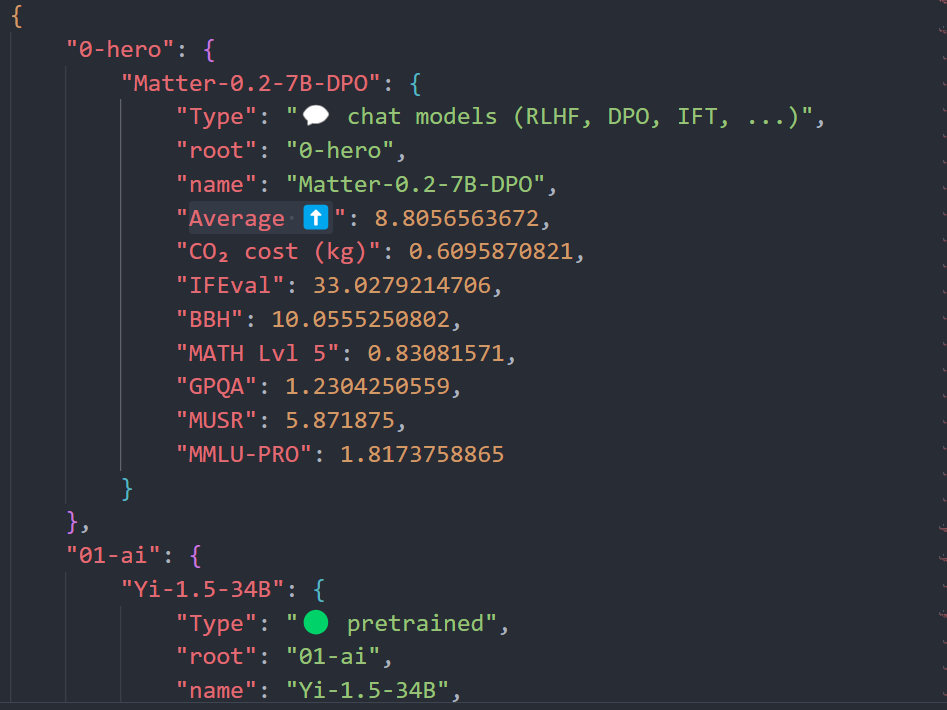 {
    "0-hero": {
        "Matter-0.2-7B-DPO": {
            "Type": "💬 chat models (RLHF, DPO, IFT, ...)",
            "root": "0-hero",
            "name": "Matter-0.2-7B-DPO",
            "Average ⬆️": 8.8056563672,
            "CO₂ cost (kg)": 0.6095870821,
            "IFEval": 33.0279214706,
            "BBH": 10.0555250802,
            "MATH Lvl 5": 0.83081571,
            "GPQA": 1.2304250559,
            "MUSR": 5.871875,
            "MMLU-PRO": 1.8173758865
        }
    },
    "01-ai": {
        "Yi-1.5-34B": {
            "Type": "🟢 pretrained",
            "root": "01-ai",
            "name": "Yi-1.5-34B",